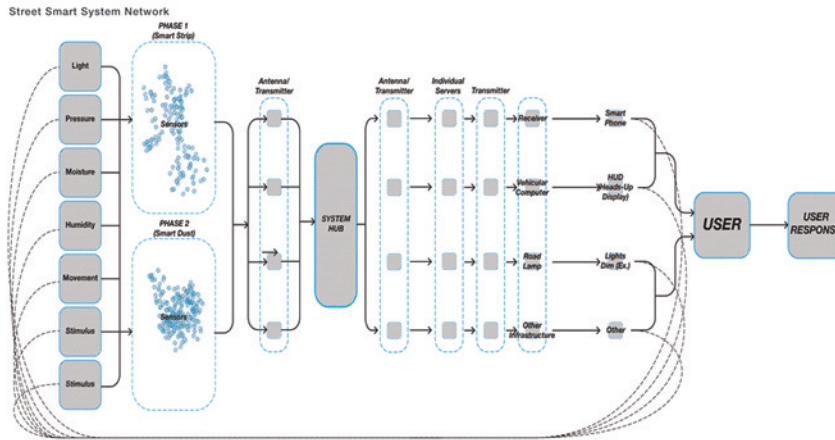 Street Smart System Network
PHASE 1
(Smart Strip)
Light
Pressure
Moisture
Humidity
Movement
Stimulus
Stimulus
Sensors
PHASE 2
(Smart Dust)
Sensors
Antenna/
Transmitter
SYSTEM
HUB
Antenna/
Transmitter
Individual
Servers
Transmitter
Receiver
Vehicular
Computer
Road
Lamp
Other
Infrastructure
Smart
Phone
HUD
(Heads-Up
Display)
Lights
Dim (Ex.)
Other
USER
USER
RESPONS